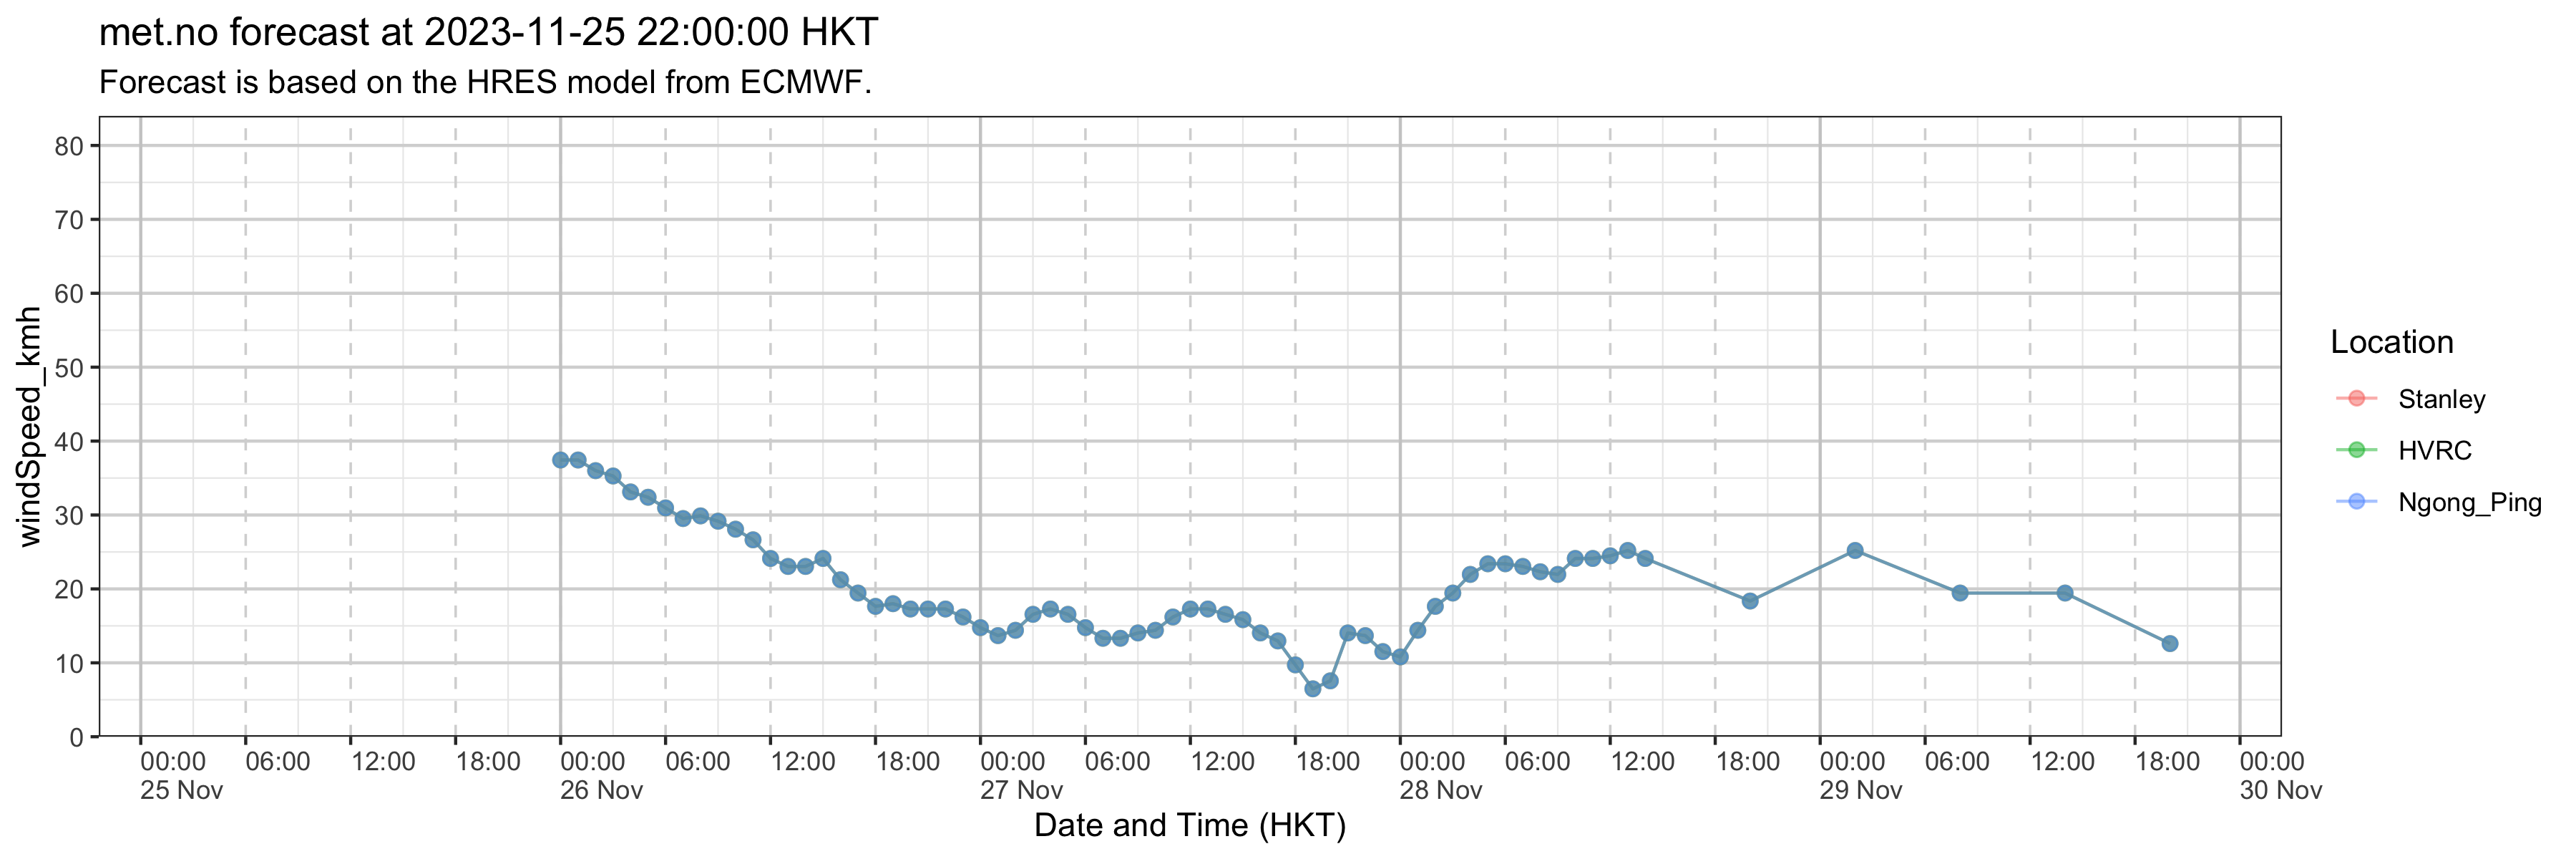 met.no forecast at 2023-11-25 22:00:00 HKT
Forecast is based on the HRES model from ECMWF.
80
70
60
50
40
30
20
10
0
windSpeed_kmh
00:00 06:00 12:00 18:00 00:00 06:00 12:00 18:00 00:00 06:00 12:00 18:00 00:00 06:00 12:00 18:00 00:00 06:00 12:00 18:00 00:00
25 Nov 26 Nov 27 Nov 28 Nov 29 Nov 30 Nov
Date and Time (HKT)
Location
Stanley
HVRC
Ngong_Ping